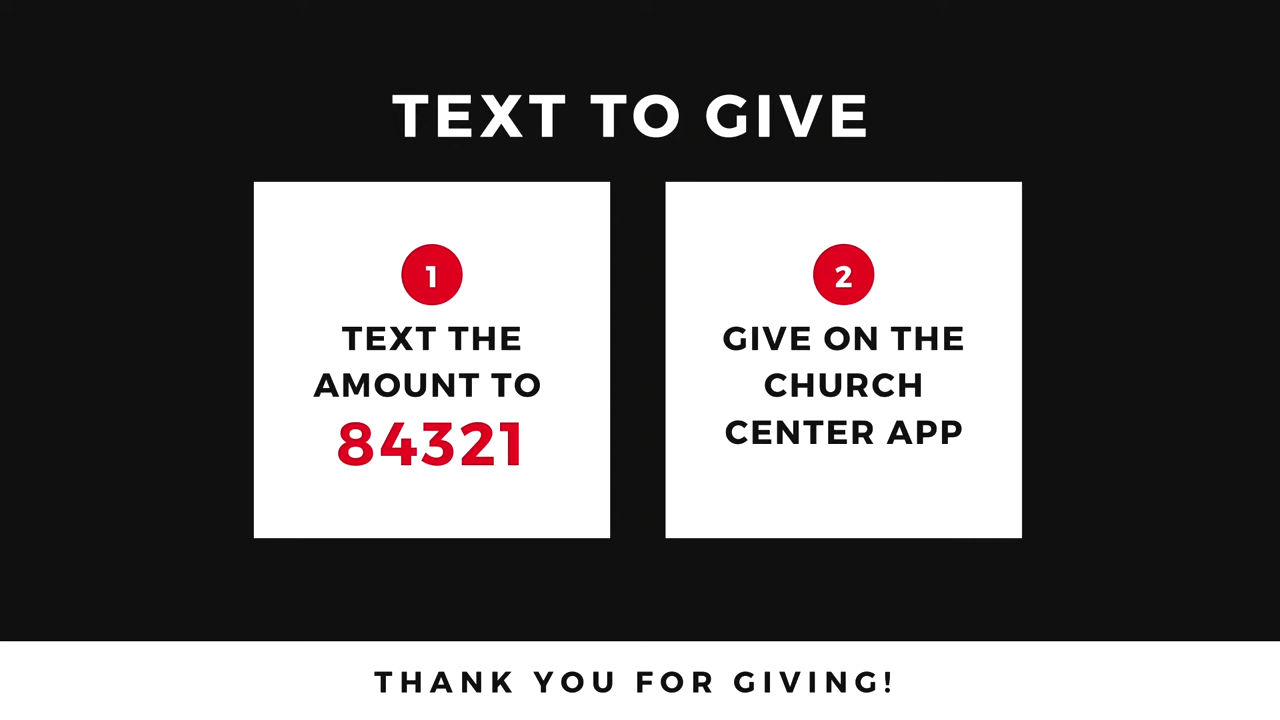 TEXT TO GIVE
1
TEXT THE
AMOUNT TO
84321
2
GIVE ON THE
CHURCH
CENTER APP
THANK YOU FOR GIVING!